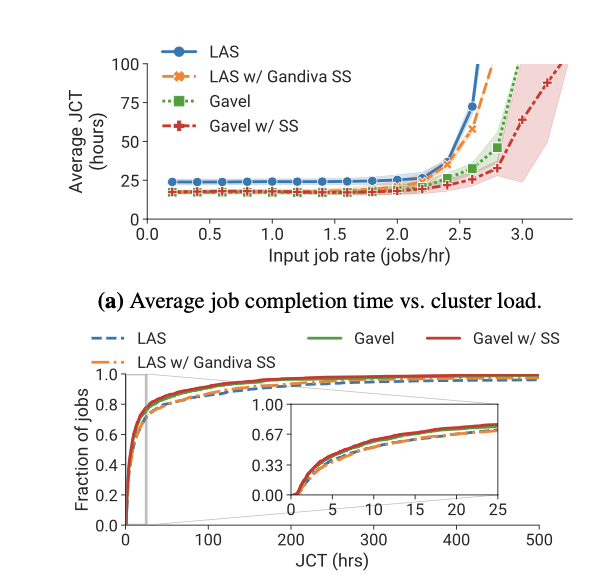 LAS
LAS w/ Gandiva SS
Gavel
Gavel w/ SS
100
75
50
25
0
Average JCT
(hours)
0.0 0.5 1.0 1.5 2.0 2.5 3.0
Input job rate (jobs/hr)
(a) Average job completion time vs. cluster load.
LAS Gavel Gavel w/ SS
LAS w/ Gandiva SS
1.0
0.8
0.6
0.4
0.2
0.0
Fraction of jobs
1.00
0.67
0.33
0.00
0 5 10 15 20 25
0 100 200 300 400 500
JCT (hrs)